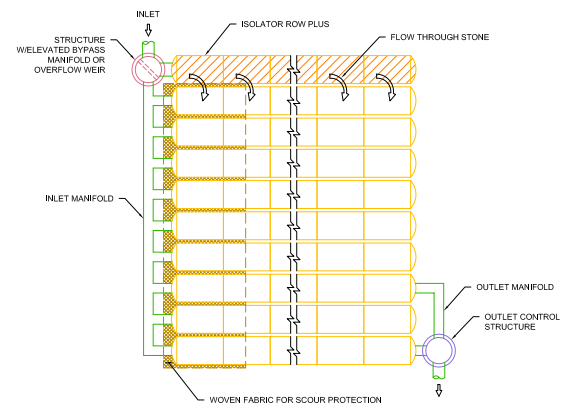 INLET
ISOLATOR ROW PLUS
STRUCTURE
W/ELEVATED BYPASS
MANIFOLD OR
OVERFLOW WEIR
FLOW THROUGH STONE
INLET MANIFOLD
OUTLET MANIFOLD
OUTLET CONTROL
STRUCTURE
WOVEN FABRIC FOR SCOUR PROTECTION